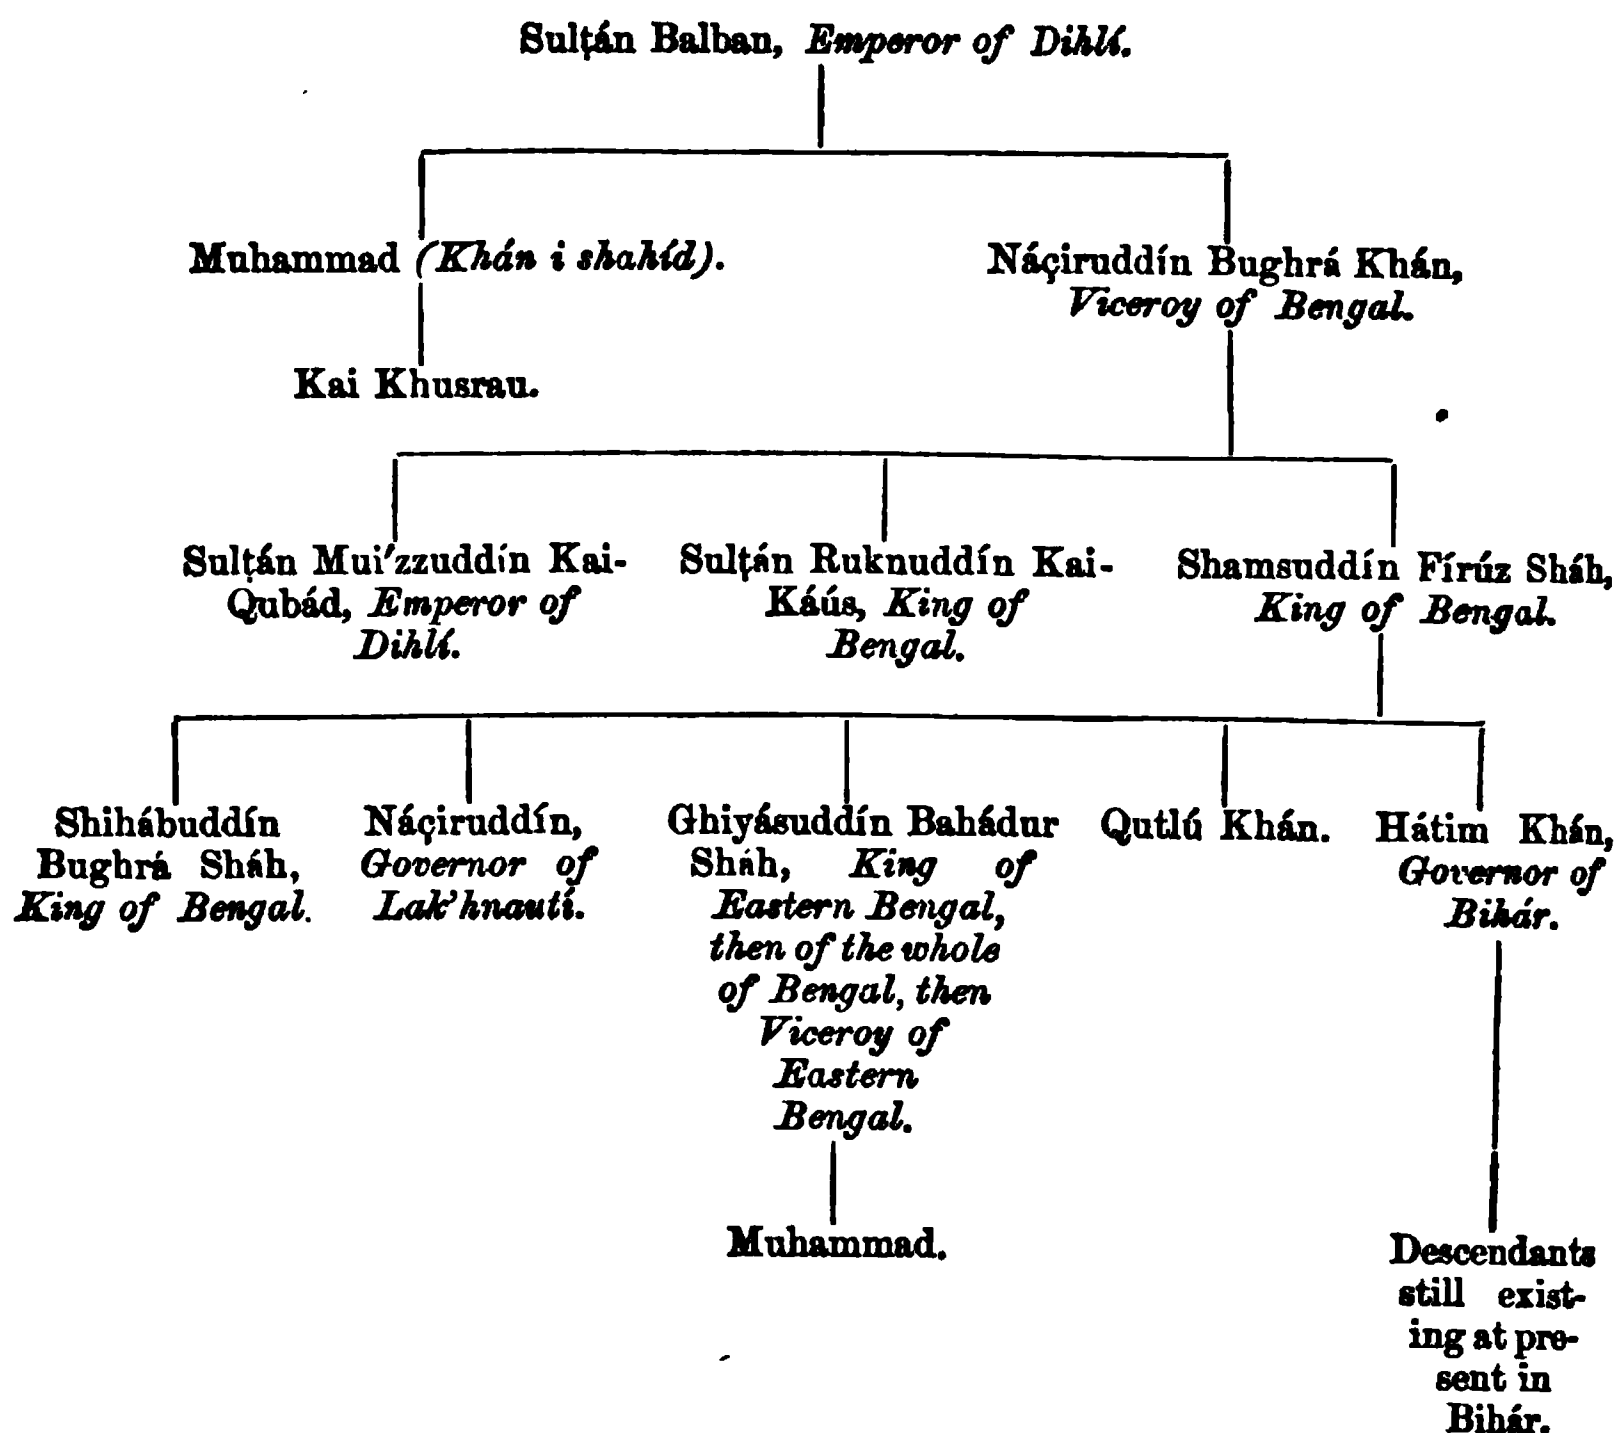 Sulṭán Balban, Emperor of Dihlí.
Muhammad (Khán i shahíd).
Náçiruddín Bughrá Khán,
Viceroy of Bengal.
Kai Khusrau.
Sulṭán Mui'zzuddín Kai-
Qubád, Emperor of
Dihlí.
Sulṭán Ruknuddín Kai-
Káús, King of
Bengal.
Shamsuddín Fírúz Sháh,
King of Bengal.
Shihábuddín
Bughrá Sháh,
King of Bengal.
Náçiruddín,
Governor of
Lak'hnautí.
Ghiyásuddín Bahádur
Sháh, King of
Eastern Bengal,
then of the whole
of Bengal, then
Viceroy of
Eastern
Bengal.
Qutlú Khán.
Hátim Khán,
Governor of
Bihár.
Muhammad.
Descendants
still exist-
ing at pre-
sent in
Bihár.